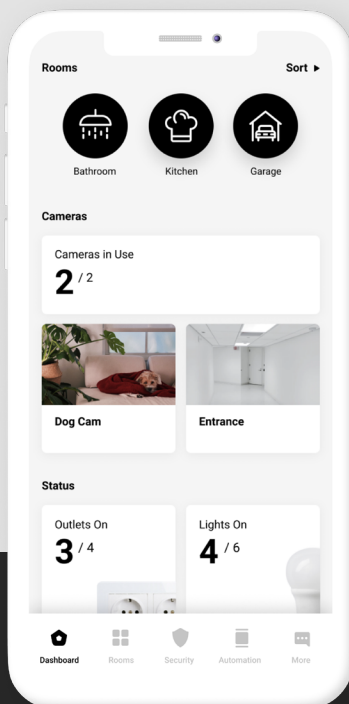 Rooms
Sort ▸
Bathroom
Kitchen
Garage
Cameras
Cameras in Use
2 / 2
Dog Cam
Entrance
Status
Outlets On
3 / 4
Lights On
4 / 6
Dashboard
Rooms
Security
Automation
More